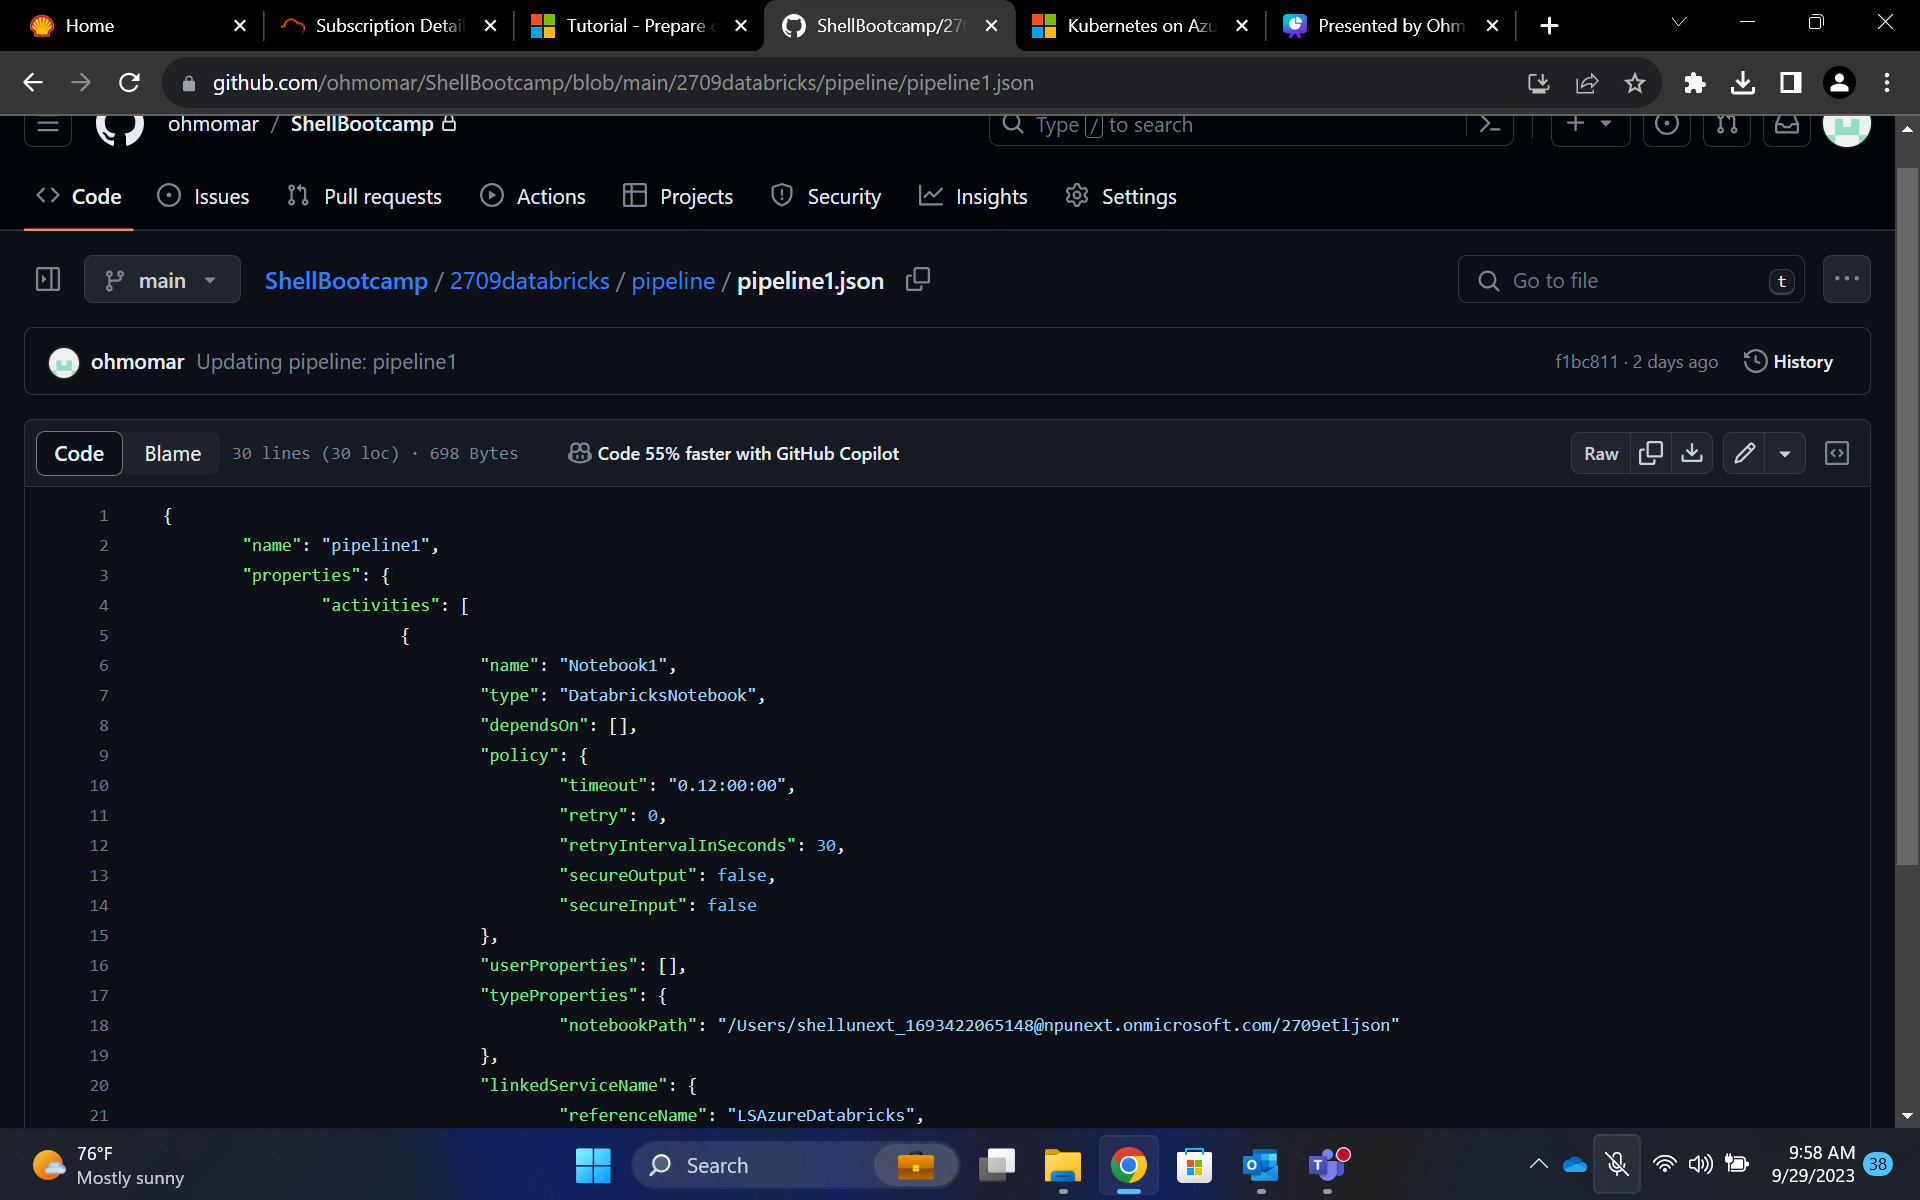 Home
Subscription Detail
Tutorial - Prepare
ShellBootcamp/270
Kubernetes on Azu
Presented by Ohm
github.com/ohmomar/ShellBootcamp/blob/main/2709databricks/pipeline/pipeline1.json
ohmomar / ShellBootcamp
Type / to search
Code
Issues
Pull requests
Actions
Projects
Security
Insights
Settings
main
ShellBootcamp / 2709databricks / pipeline / pipeline1.json
Go to file
t
ohmomar Updating pipeline: pipeline1
f1bc811 · 2 days ago
History
Code
Blame
30 lines (30 loc) · 698 Bytes
Code 55% faster with GitHub Copilot
Raw
1 {
2 "name": "pipeline1",
3 "properties": {
4 "activities": [
5 {
6 "name": "Notebook1",
7 "type": "DatabricksNotebook",
8 "dependsOn": [],
9 "policy": {
10 "timeout": "0.12:00:00",
11 "retry": 0,
12 "retryIntervalInSeconds": 30,
13 "secureOutput": false,
14 "secureInput": false
15 },
16 "userProperties": [],
17 "typeProperties": {
18 "notebookPath": "/Users/shellunext_1693422065148@npunext.onmicrosoft.com/2709etljson"
19 },
20 "linkedServiceName": {
21 "referenceName": "LSAzureDatabricks",
76°F
Mostly sunny
Search
9:58 AM
9/29/2023
38